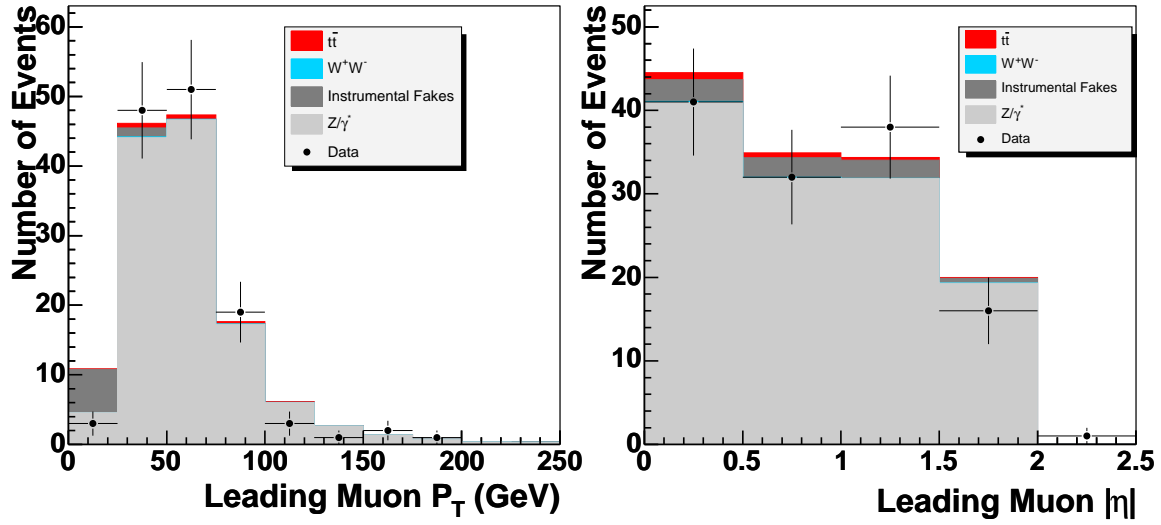 Number of Events
60
50
40
30
20
10
0
tt̄
W⁺W⁻
Instrumental Fakes
Z/γ*
Data
0 50 100 150 200 250
Leading Muon P_T (GeV)
Number of Events
50
40
30
20
10
0
tt̄
W⁺W⁻
Instrumental Fakes
Z/γ*
Data
0 0.5 1 1.5 2 2.5
Leading Muon |η|